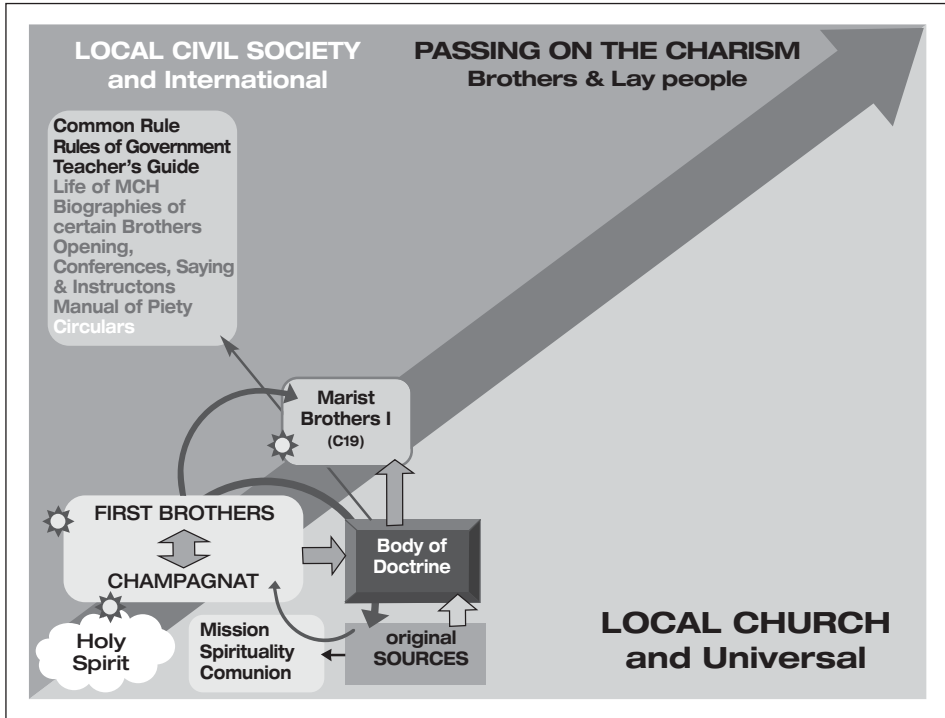 LOCAL CIVIL SOCIETY
and International
PASSING ON THE CHARISM
Brothers & Lay people
Common Rule
Rules of Government
Teacher's Guide
Life of MCH
Biographies of
certain Brothers
Opening,
Conferences, Saying
& Instructons
Manual of Piety
Circulars
Marist
Brothers I
(C19)
FIRST BROTHERS
CHAMPAGNAT
Body of
Doctrine
Holy
Spirit
Mission
Spirituality
Comunion
original
SOURCES
LOCAL CHURCH
and Universal